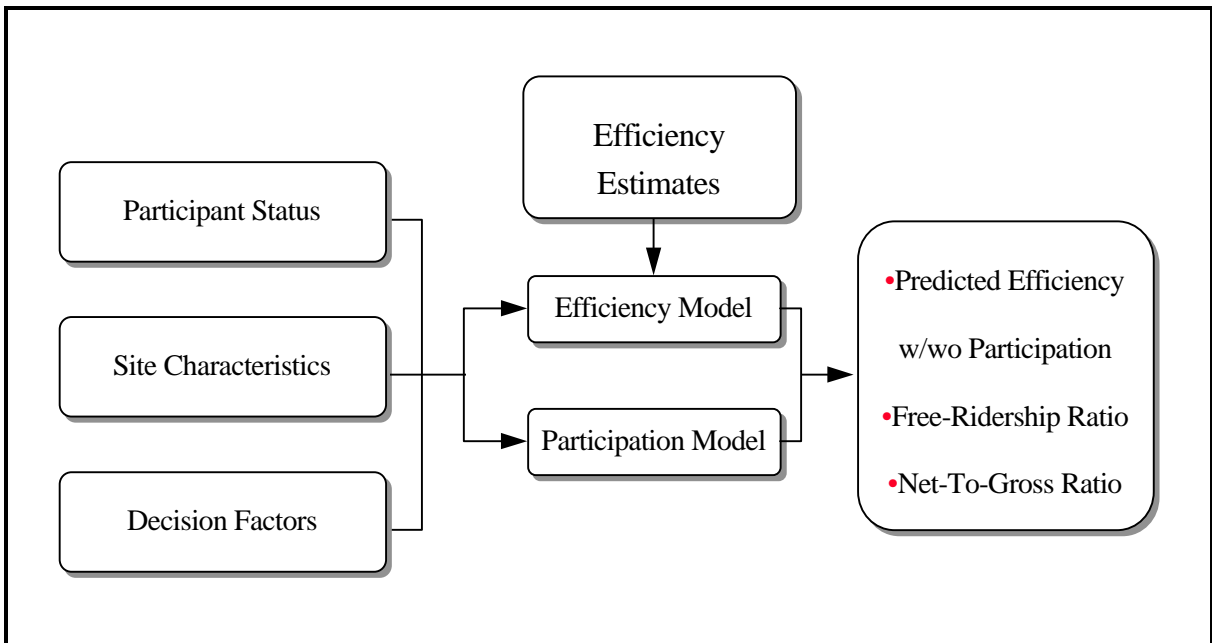 Participant Status
Site Characteristics
Decision Factors
Efficiency
Estimates
Efficiency Model
Participation Model
•Predicted Efficiency
w/wo Participation
•Free-Ridership Ratio
•Net-To-Gross Ratio